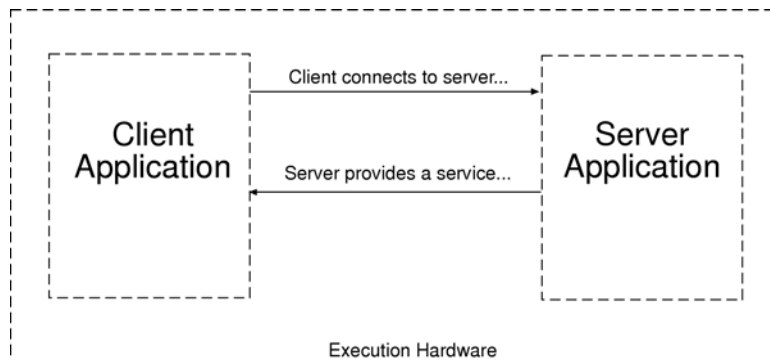 Client connects to server...
Client
Application
Server
Application
Server provides a service...
Execution Hardware